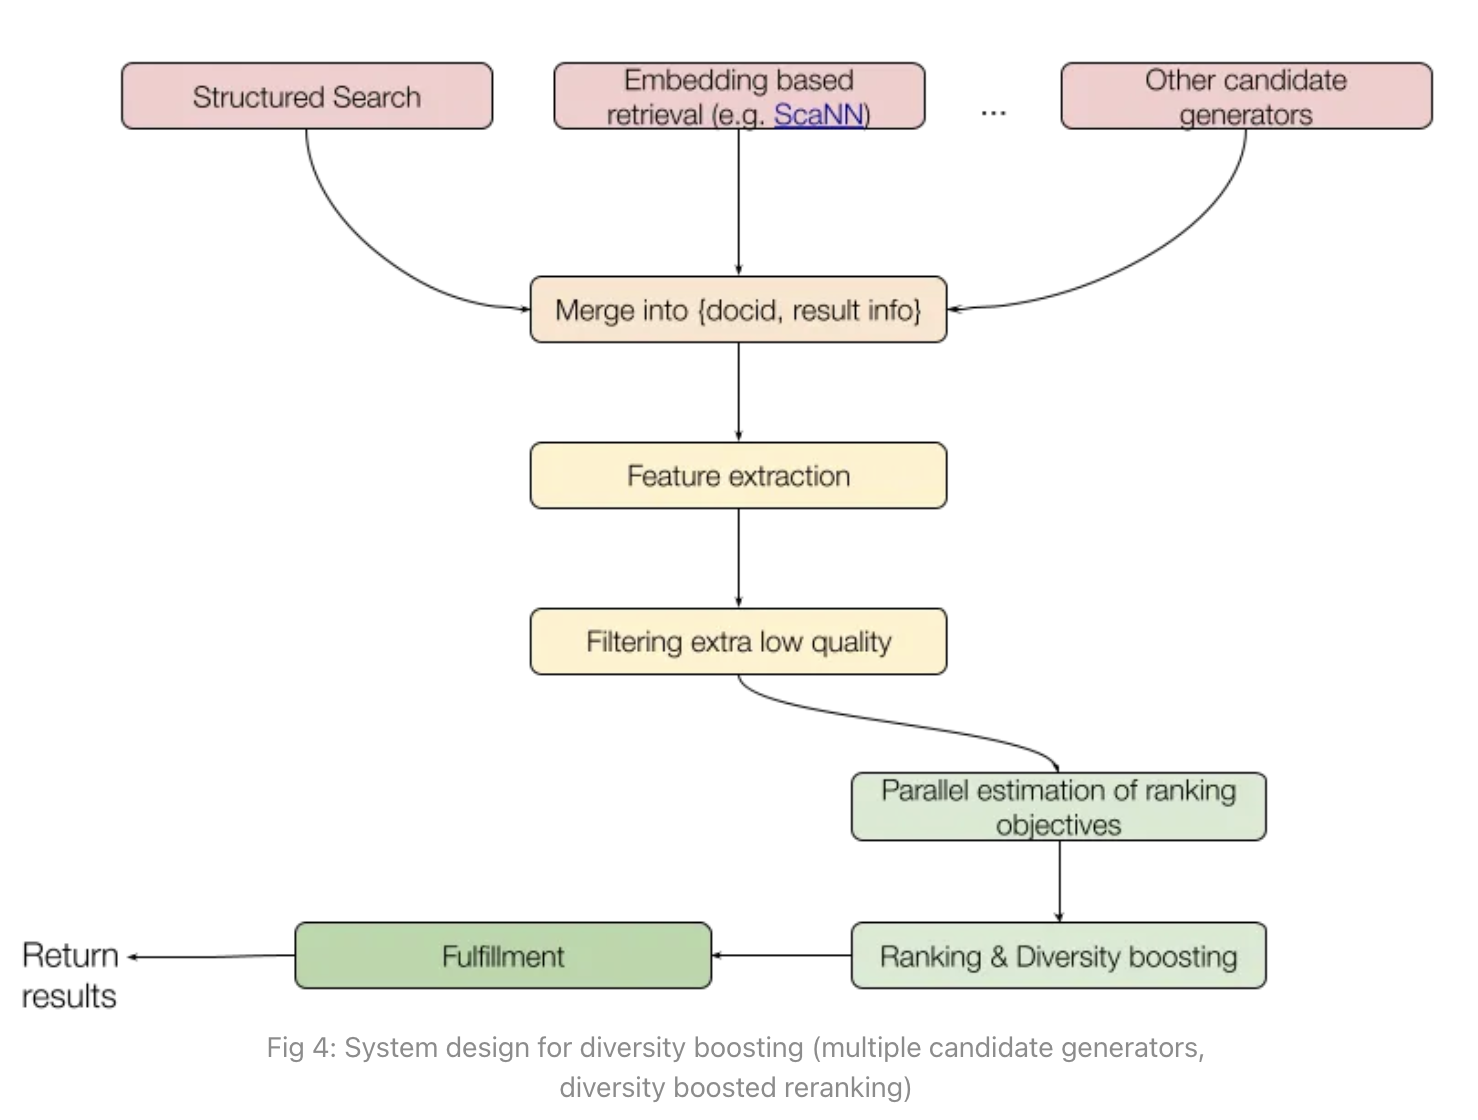 Structured Search
Embedding based
retrieval (e.g. ScaNN)
...
Other candidate
generators
Merge into {docid, result info}
Feature extraction
Filtering extra low quality
Parallel estimation of ranking
objectives
Ranking & Diversity boosting
Fulfillment
Return
results
Fig 4: System design for diversity boosting (multiple candidate generators,
diversity boosted reranking)